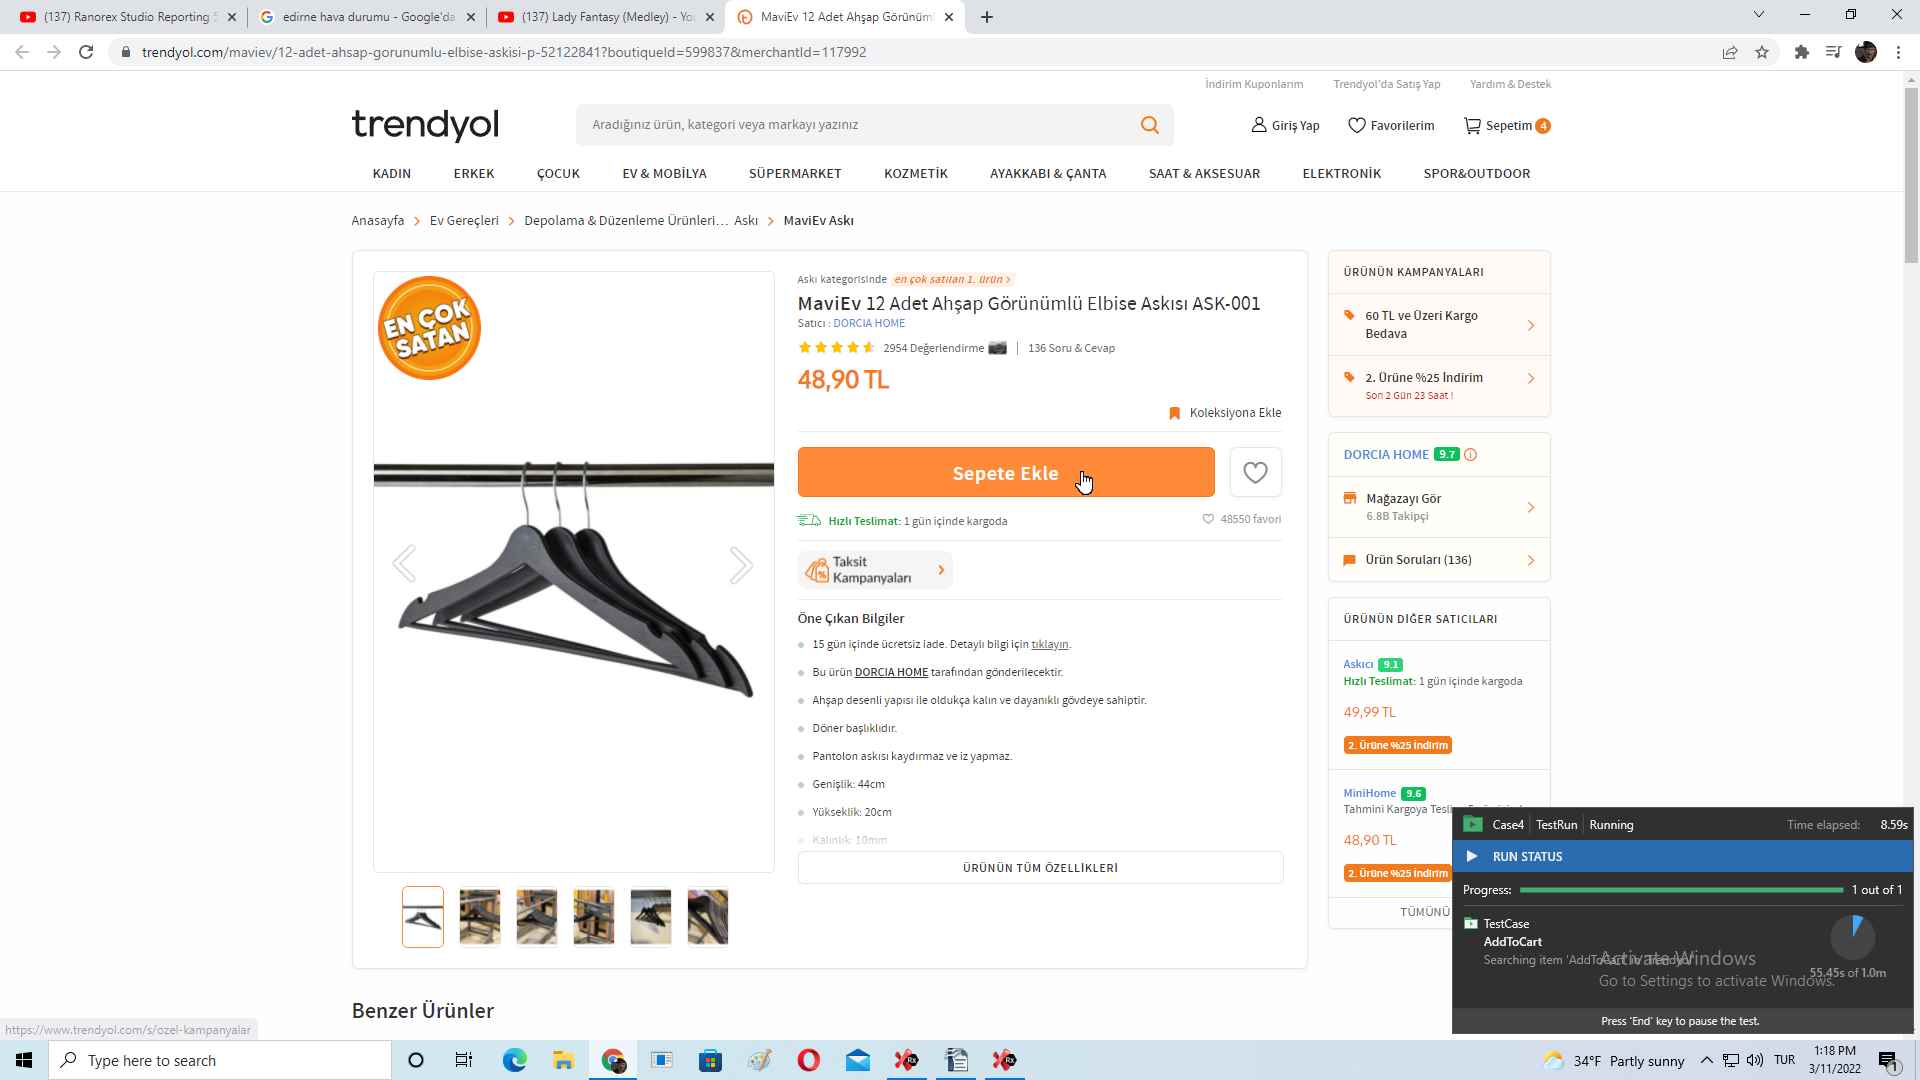 (137) Ranorex Studio Reporting
edirne hava durumu - Google'da
(137) Lady Fantasy (Medley) - Yo
MaviEv 12 Adet Ahşap Görünüml
trendyol.com/maviev/12-adet-ahsap-gorunumlu-elbise-askisi-p-52122841?boutiqueId=599837&merchantId=117992
İndirim Kuponlarım Trendyol'da Satış Yap Yardım & Destek
trendyol
Aradığınız ürün, kategori veya markayı yazınız
Giriş Yap Favorilerim Sepetim 4
KADIN ERKEK ÇOCUK EV & MOBİLYA SÜPERMARKET KOZMETİK AYAKKABI & ÇANTA SAAT & AKSESUAR ELEKTRONİK SPOR&OUTDOOR
Anasayfa Ev Gereçleri Depolama & Düzenleme Ürünleri... Askı MaviEv Askı
EN ÇOK SATAN
Askı kategorisinde en çok satılan 1. ürün >
MaviEv 12 Adet Ahşap Görünümlü Elbise Askısı ASK-001
Satıcı : DORCIA HOME
2954 Değerlendirme | 136 Soru & Cevap
48,90 TL
Koleksiyona Ekle
Sepete Ekle
Hızlı Teslimat: 1 gün içinde kargoda
48550 favori
Taksit
Kampanyaları
Öne Çıkan Bilgiler
15 gün içinde ücretsiz iade. Detaylı bilgi için tıklayın.
Bu ürün DORCIA HOME tarafından gönderilecektir.
Ahşap desenli yapısı ile oldukça kalın ve dayanıklı gövdeye sahiptir.
Döner başlıklıdır.
Pantolon askısı kaydırmaz ve iz yapmaz.
Genişlik: 44cm
Yükseklik: 20cm
Kalınlık: 10mm
ÜRÜNÜN TÜM ÖZELLİKLERİ
ÜRÜNÜN KAMPANYALARI
60 TL ve Üzeri Kargo
Bedava
2. Ürüne %25 İndirim
Son 2 Gün 23 Saat !
DORCIA HOME 9.7
Mağazayı Gör
6.8B Takipçi
Ürün Soruları (136)
ÜRÜNÜN DİĞER SATICILARI
Askıcı 9.1
Hızlı Teslimat: 1 gün içinde kargoda
49,99 TL
2. Ürüne %25 İndirim
MiniHome 9.6
Tahmini Kargoya
48,90 TL
2. Ürüne %25 İndirim
TÜMÜNÜ
Case4 TestRun Running Time elapsed: 8.59s
RUN STATUS
Progress: 1 out of 1
TestCase
AddToCart
Searching item 'AddToCart' in 'Trendyol'
55.45s of 1.0m
Activate Windows
Go to Settings to activate Windows.
Press 'End' key to pause the test.
Benzer Ürünler
https://www.trendyol.com/s/ozel-kampanyalar
Type here to search
34°F Partly sunny
TUR
1:18 PM
3/11/2022
1